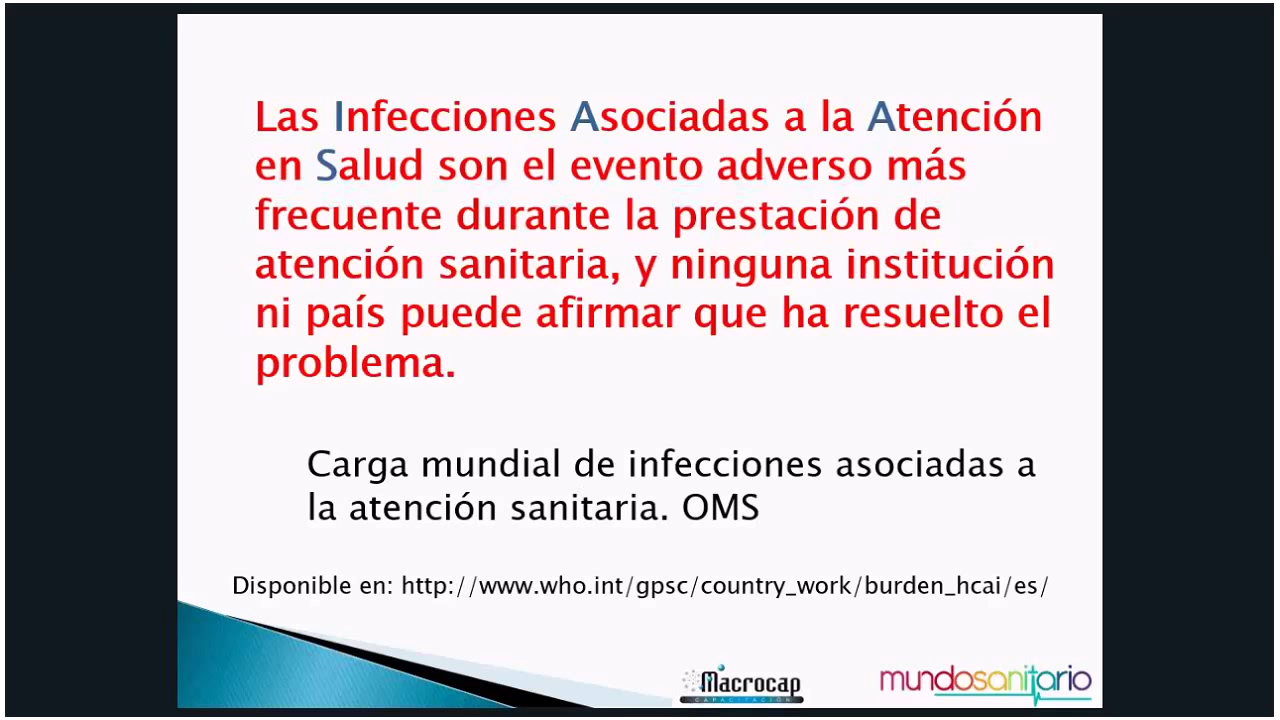 Las Infecciones Asociadas a la Atención
en Salud son el evento adverso más
frecuente durante la prestación de
atención sanitaria, y ninguna institución
ni país puede afirmar que ha resuelto el
problema.
Carga mundial de infecciones asociadas a
la atención sanitaria. OMS
Disponible en: http://www.who.int/gpsc/country_work/burden_hcai/es/
Macrocap
CAPACITACIÓN
mundosanitario